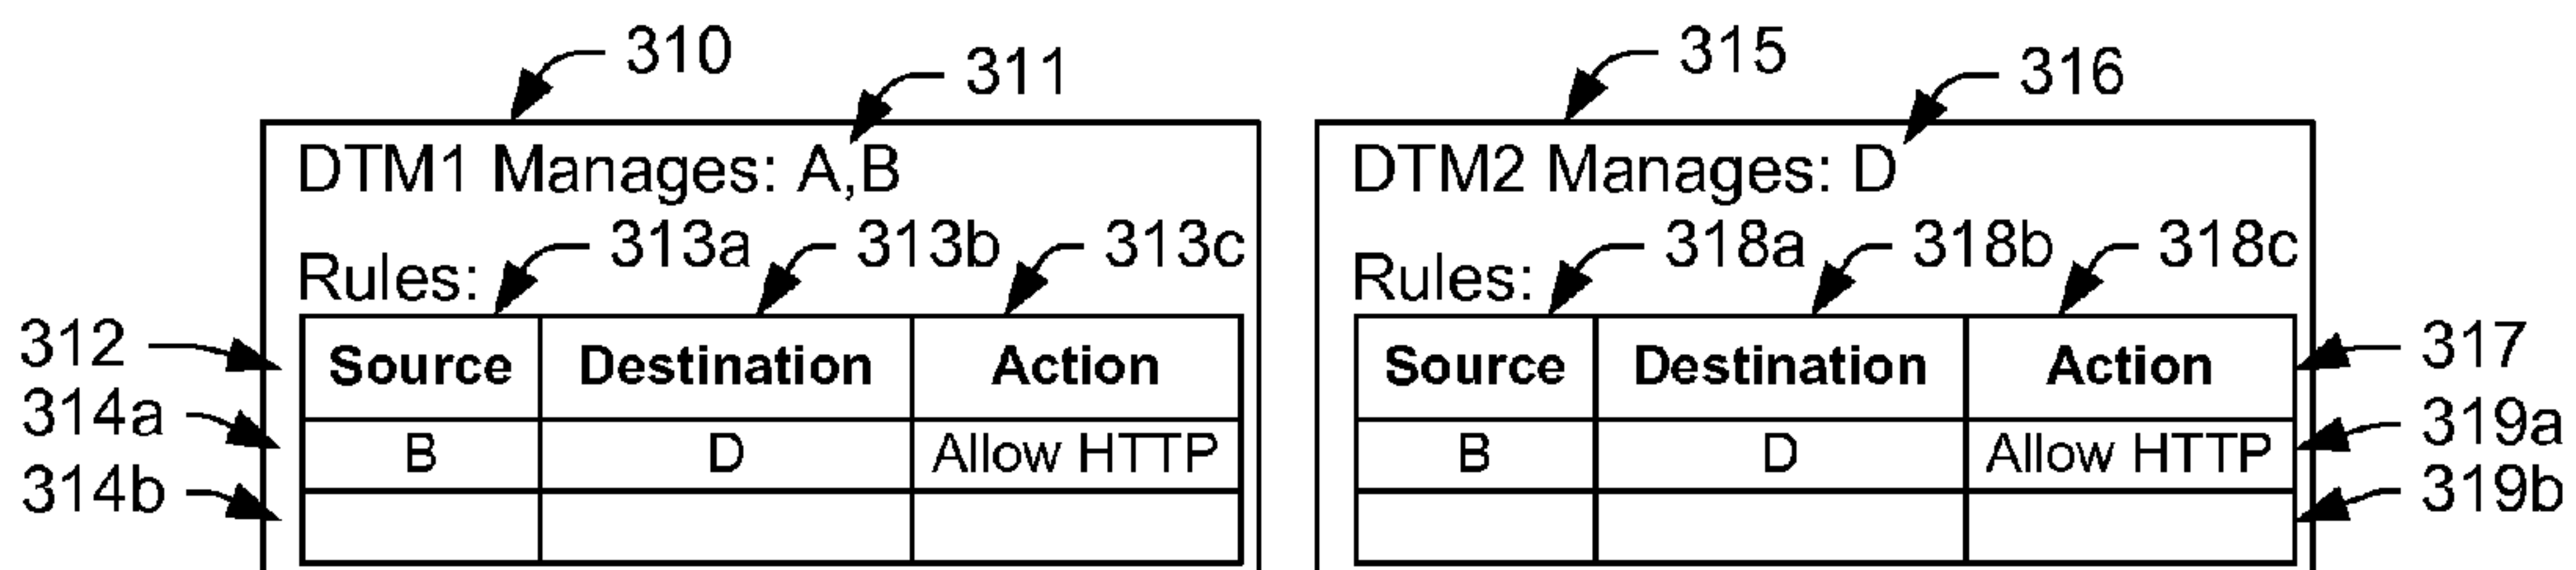 310
311
DTM1 Manages: A,B
Rules:
313a
313b
313c
312
Source Destination Action
314a
B D Allow HTTP
314b
315
316
DTM2 Manages: D
Rules:
318a
318b
318c
Source Destination Action
317
B D Allow HTTP
319a
319b